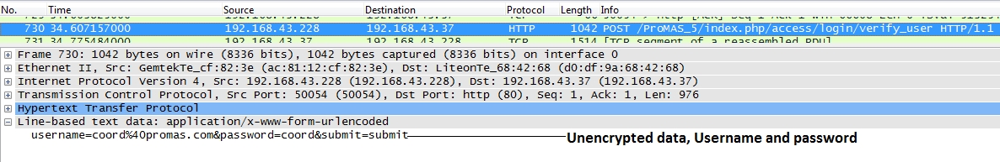 No. Time Source Destination Protocol Length Info
730 34.607157000 192.168.43.228 192.168.43.37 HTTP 1042 POST /ProMAS_5/index.php/access/login/verify_user HTTP/1.1
731 34.775484000 192.168.43.228 192.168.43.37 TCP 1514 [TCP segment of a reassembled PDU]
Frame 730: 1042 bytes on wire (8336 bits), 1042 bytes captured (8336 bits) on interface 0
Ethernet II, Src: GemtekTe_cf:82:3e (ac:81:12:cf:82:3e), Dst: LiteonTe_68:42:68 (d0:df:9a:68:42:68)
Internet Protocol Version 4, Src: 192.168.43.228 (192.168.43.228), Dst: 192.168.43.37 (192.168.43.37)
Transmission Control Protocol, Src Port: 50054 (50054), Dst Port: http (80), Seq: 1, Ack: 1, Len: 976
Hypertext Transfer Protocol
Line-based text data: application/x-www-form-urlencoded
username=coord%40promas.com&password=coord&submit=submit Unencrypted data, Username and password